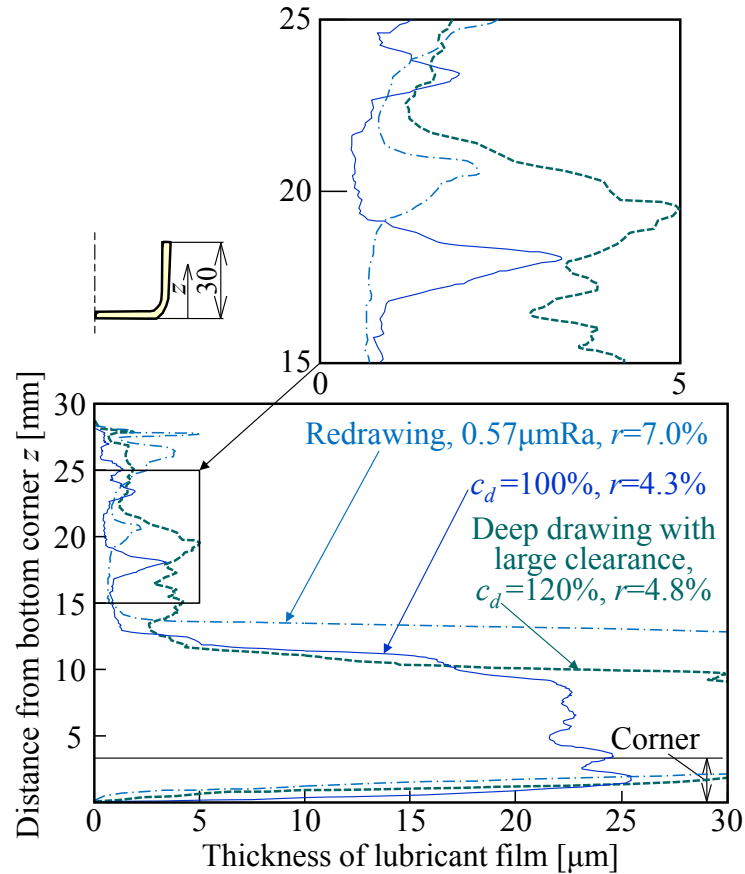 25
20
15
0
5
z
30
30
25
20
15
10
5
0
5
10
15
20
25
30
Redrawing, 0.57μmRa, r=7.0%
c_d=100%, r=4.3%
Deep drawing with
large clearance,
c_d=120%, r=4.8%
Corner
Distance from bottom corner z [mm]
Thickness of lubricant film [μm]